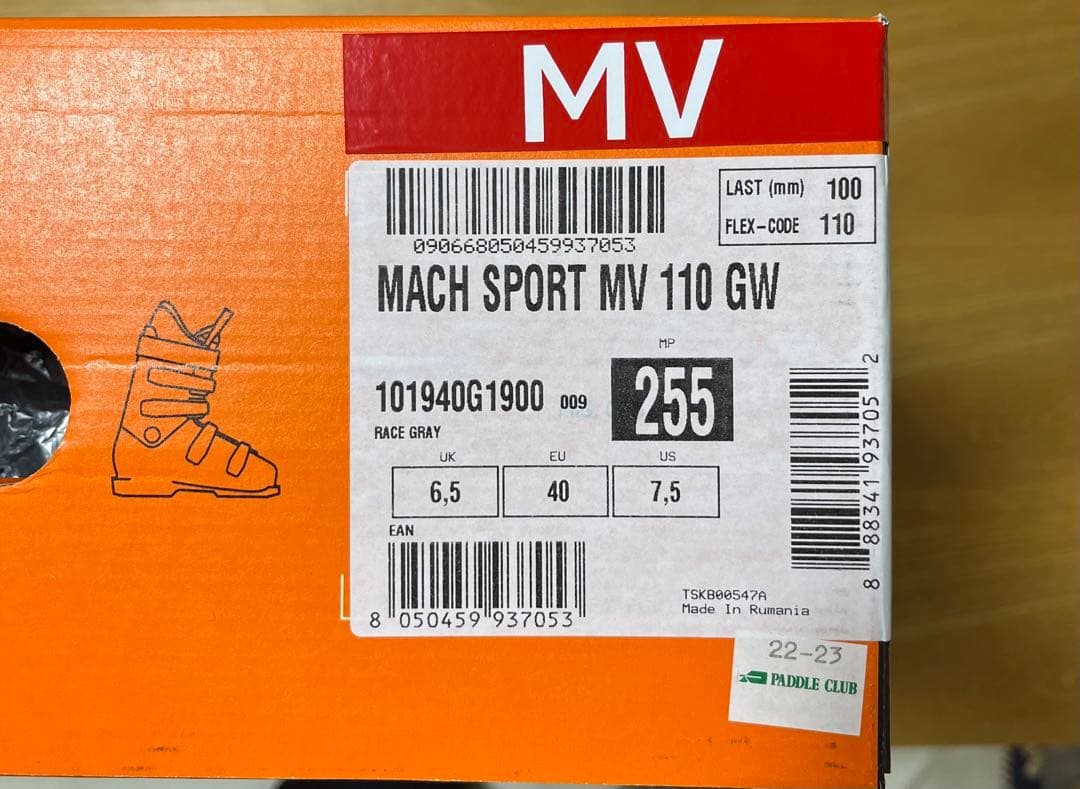 MV
LAST (mm) 100
FLEX-CODE 110
090668050459937053
MACH SPORT MV 110 GW
MP
101940G1900 009 255
RACE GRAY
UK EU US
6,5 40 7,5
EAN
8 050459 937053
8 88341 93705 2
TSKB00547A
Made In Rumania
22-23
PADDLE CLUB